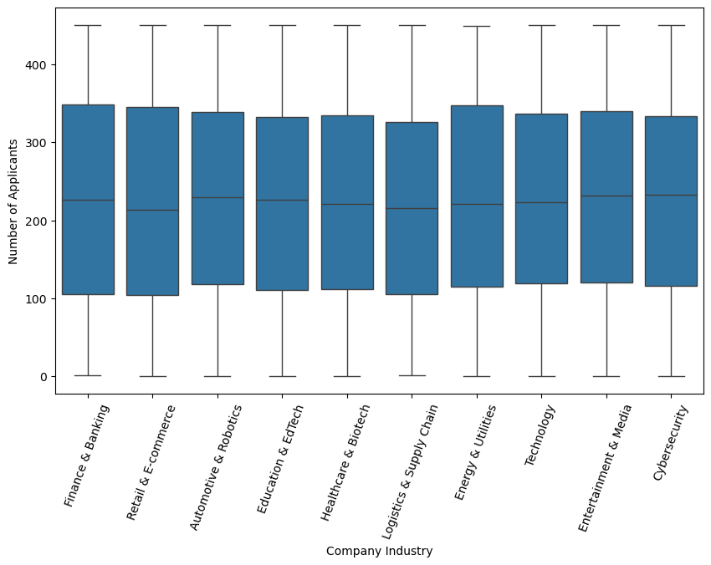 Number of Applicants
400
300
200
100
0
Finance & Banking
Retail & E-commerce
Automotive & Robotics
Education & EdTech
Healthcare & Biotech
Logistics & Supply Chain
Energy & Utilities
Technology
Entertainment & Media
Cybersecurity
Company Industry